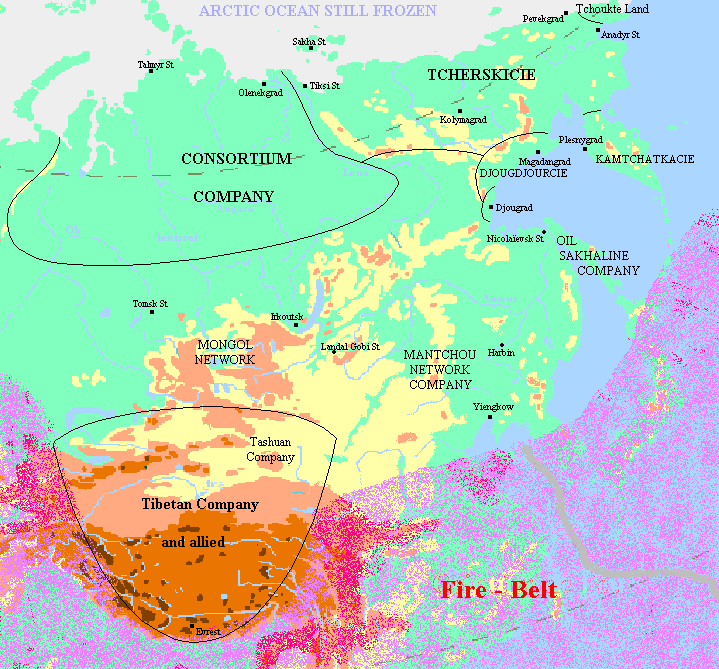 ARCTIC OCEAN STILL FROZEN
Tchoukte Land
Pevekgrad
Anadyr St.
Sakha St.
Talmyr St.
TCHERSKICIE
Olenekgrad
Tiksi St.
Kolymagrad
Plesnygrad
CONSORTIUM
COMPANY
Magadangrad
KAMTCHATKACIE
DJOUGDJOURCIE
Djougrad
Nicolaïevsk St.
OIL
SAKHALINE
COMPANY
Tomsk St.
Irkoutsk
MONGOL
NETWORK
Landal Gobi St.
MANTCHOU
NETWORK
COMPANY
Harbin
Yiengkow
Tashuan
Company
Tibetan Company
and allied
Fire - Belt
Evrest